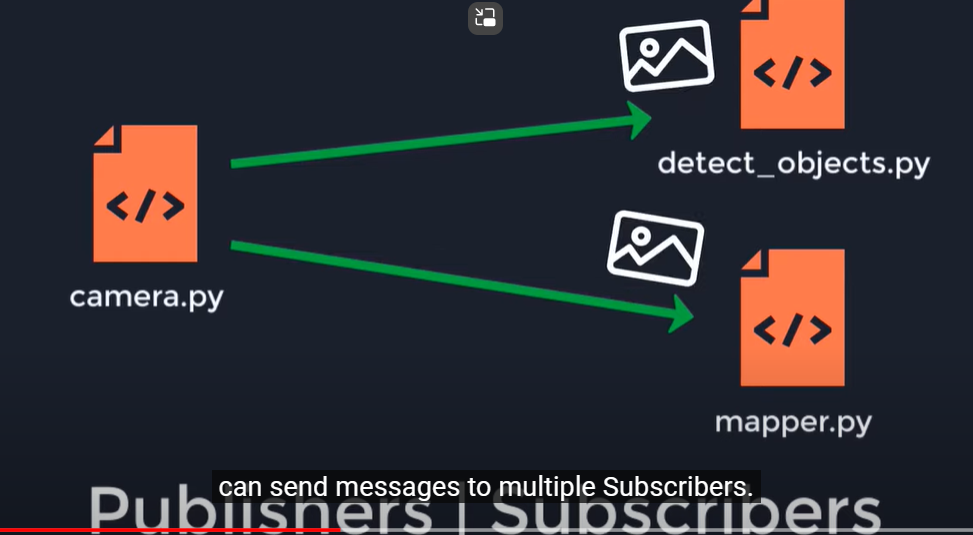 </>
detect_objects.py
</>
camera.py
</>
mapper.py
can send messages to multiple Subscribers.
Publishers | Subscribers